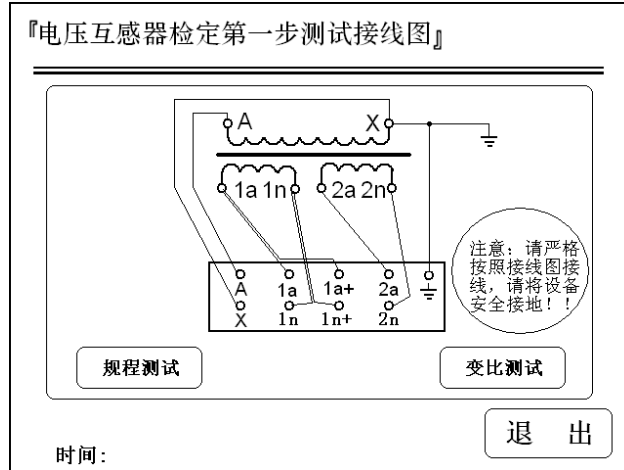 『电压互感器检定第一步测试接线图』
A X
1a 1n 2a 2n
A 1a 1a+ 2a
X 1n 1n+ 2n
注意：请严格
按照接线图接
线，请将设备
安全接地！！
规程测试
变比测试
退 出
时间：